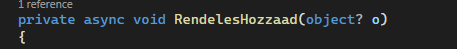 1 reference
private async void RendelesHozzaad(object? o)
{